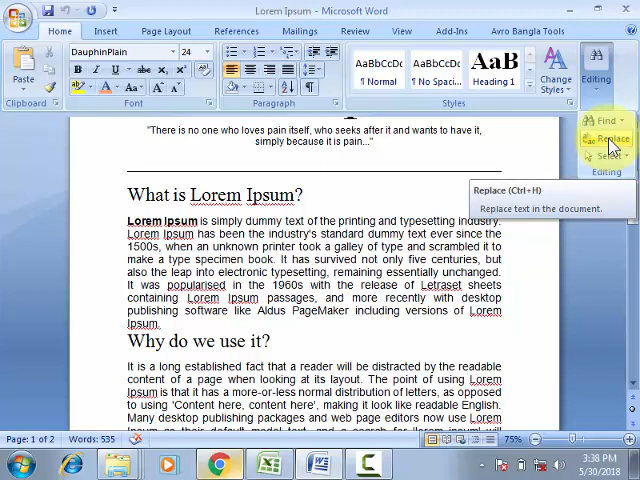 Lorem Ipsum - Microsoft Word
Home
Insert
Page Layout
References
Mailings
Review
View
Add-Ins
Avro Bangla Tools
Paste
DauphinPlain
24
AaBbCcDc
AaBbCcDc
AaBbC
¶ Normal
¶ No Spaci...
Heading 1
Change
Styles
Editing
Clipboard
Font
Paragraph
Styles
Find
Replace
Select
Editing
Replace (Ctrl+H)
Replace text in the document.
"There is no one who loves pain itself, who seeks after it and wants to have it,
simply because it is pain..."
What is Lorem Ipsum?
Lorem Ipsum is simply dummy text of the printing and typesetting industry.
Lorem Ipsum has been the industry's standard dummy text ever since the
1500s, when an unknown printer took a galley of type and scrambled it to
make a type specimen book. It has survived not only five centuries, but
also the leap into electronic typesetting, remaining essentially unchanged.
It was popularised in the 1960s with the release of Letraset sheets
containing Lorem Ipsum passages, and more recently with desktop
publishing software like Aldus PageMaker including versions of Lorem
Ipsum.
Why do we use it?
It is a long established fact that a reader will be distracted by the readable
content of a page when looking at its layout. The point of using Lorem
Ipsum is that it has a more-or-less normal distribution of letters, as opposed
to using 'Content here, content here', making it look like readable English.
Many desktop publishing packages and web page editors now use Lorem
Page: 1 of 2
Words: 535
75%
3:38 PM
5/30/2018